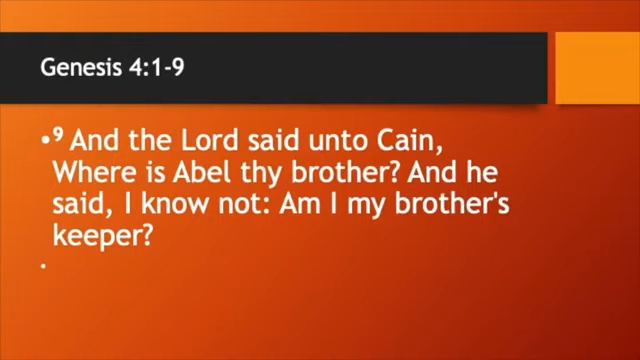 Genesis 4:1-9
•⁹ And the Lord said unto Cain,
Where is Abel thy brother? And he
said, I know not: Am I my brother's
keeper?
•